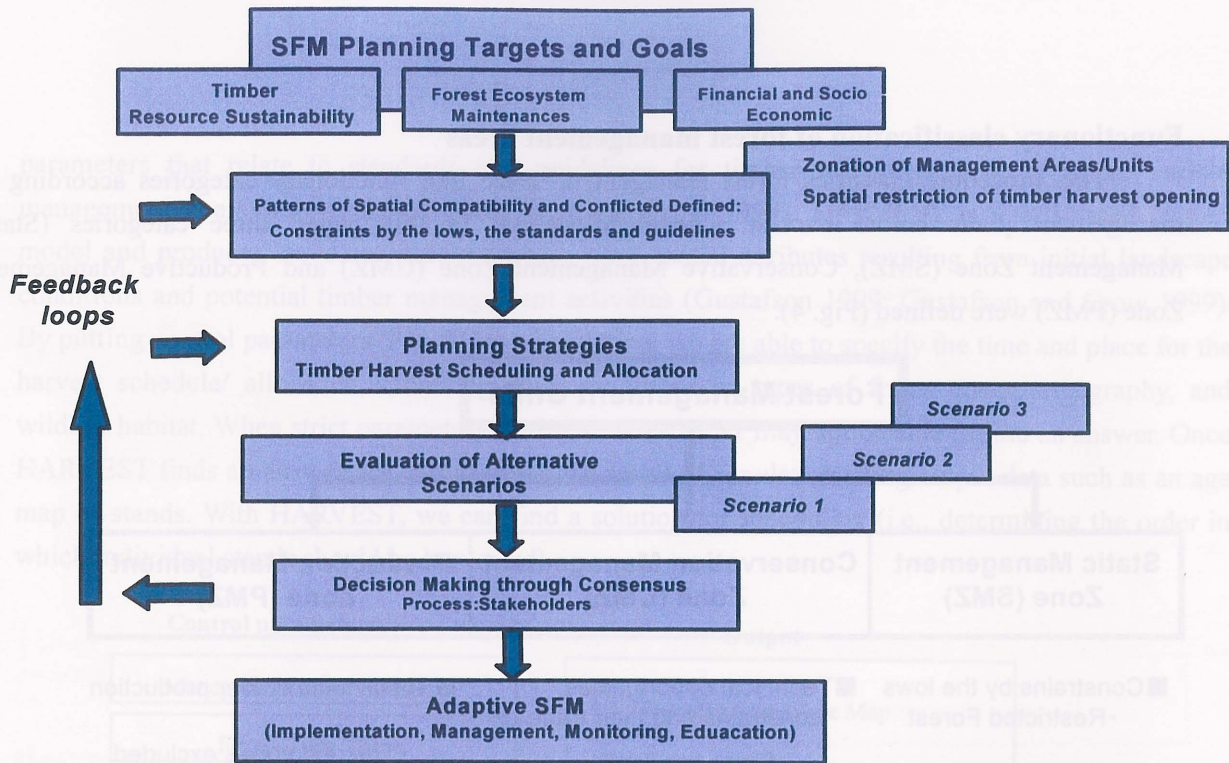 SFM Planning Targets and Goals
Timber
Resource Sustainability
Forest Ecosystem
Maintenances
Financial and Socio
Economic
Zonation of Management Areas/Units
Spatial restriction of timber harvest opening
Patterns of Spatial Compatibility and Conflicted Defined:
Constraints by the lows, the standards and guidelines
Feedback
loops
Planning Strategies
Timber Harvest Scheduling and Allocation
Scenario 3
Scenario 2
Scenario 1
Evaluation of Alternative
Scenarios
Decision Making through Consensus
Process:Stakeholders
Adaptive SFM
(Implementation, Management, Monitoring, Eduacation)